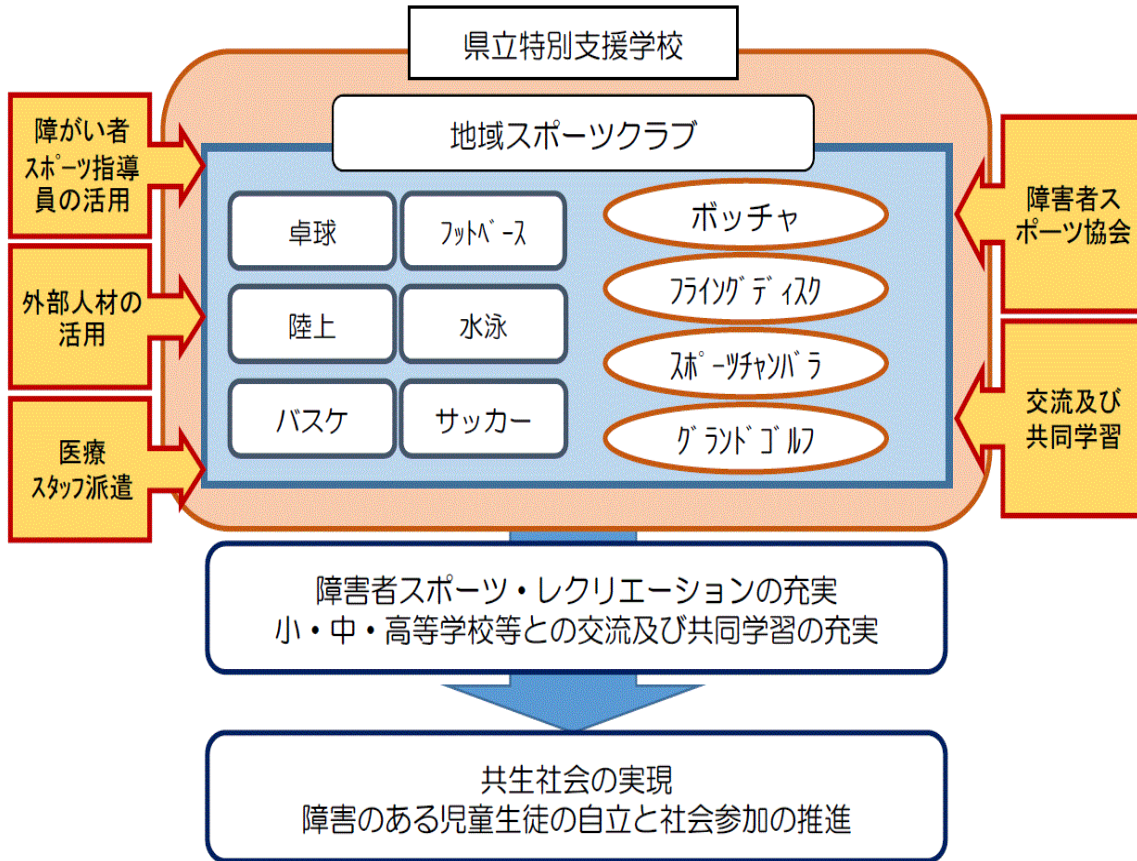 県立特別支援学校
地域スポーツクラブ
障がい者
ｽﾎﾟｰﾂ指導
員の活用
外部人材の
活用
医療
ｽﾀｯﾌ派遣
卓球
ﾌｯﾄﾍﾞｰｽ
陸上
水泳
バスケ
サッカー
ボッチャ
ﾌﾗｲﾝｸﾞﾃﾞｨｽｸ
ｽﾎﾟｰﾂﾁｬﾝﾊﾞﾗ
ｸﾞﾗﾝﾄﾞｺﾞﾙﾌ
障害者ス
ポーツ協会
交流及び
共同学習
障害者スポーツ・レクリエーションの充実
小・中・高等学校等との交流及び共同学習の充実
共生社会の実現
障害のある児童生徒の自立と社会参加の推進